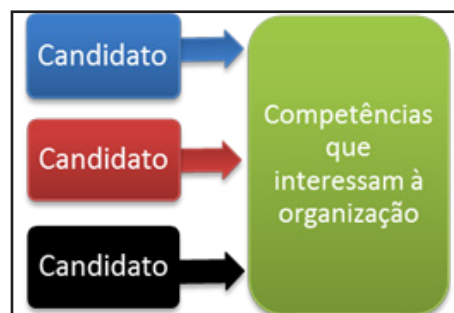 Candidato
Candidato
Candidato
Competências
que
interessam à
organização